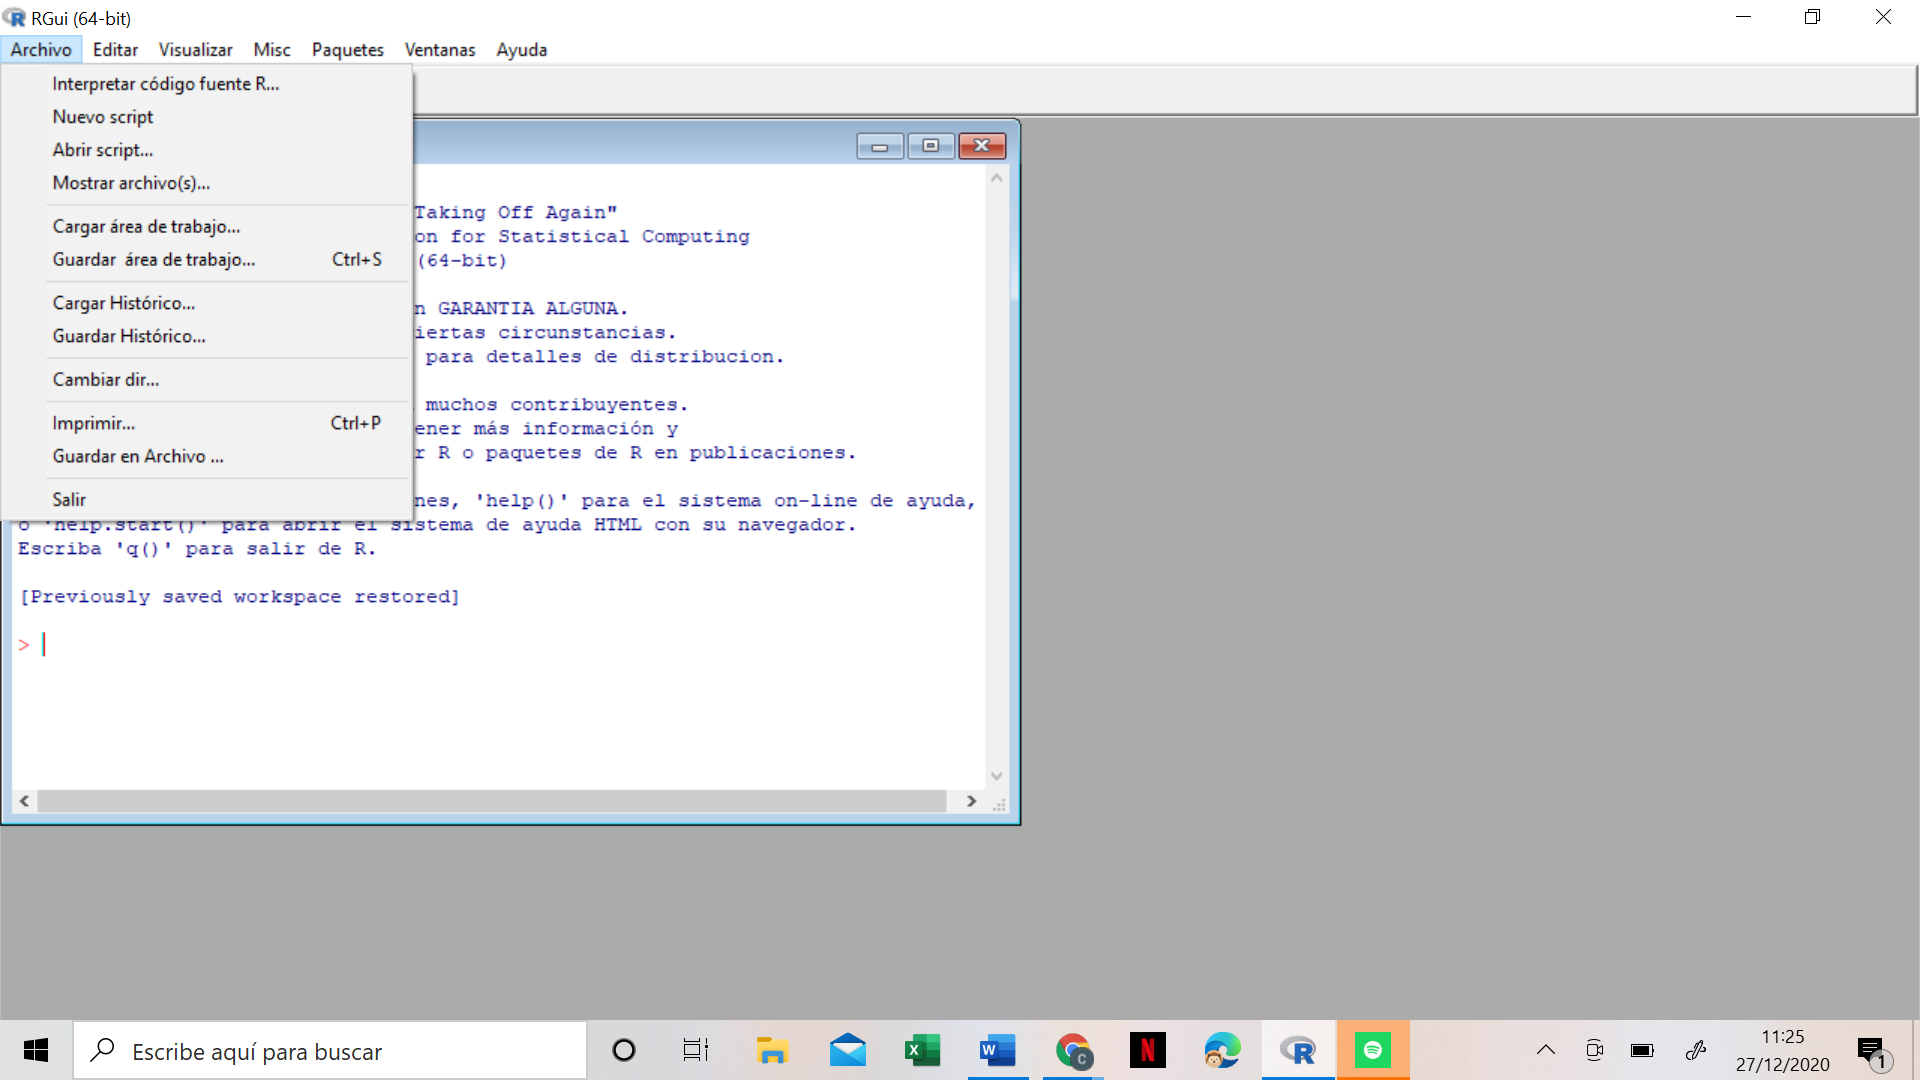 RGui (64-bit)
Archivo Editar Visualizar Misc Paquetes Ventanas Ayuda
Interpretar código fuente R...
Nuevo script
Abrir script...
Mostrar archivo(s)...
Cargar área de trabajo...
Guardar área de trabajo... Ctrl+S
Cargar Histórico...
Guardar Histórico...
Cambiar dir...
Imprimir... Ctrl+P
Guardar en Archivo ...
Salir
Taking Off Again"
on for Statistical Computing
(64-bit)
n GARANTIA ALGUNA.
iertas circunstancias.
para detalles de distribucion.
muchos contribuyentes.
ener más información y
r R o paquetes de R en publicaciones.
nes, 'help()' para el sistema on-line de ayuda,
o 'help.start()' para abrir el sistema de ayuda HTML con su navegador.
Escriba 'q()' para salir de R.
[Previously saved workspace restored]
>
Escribe aquí para buscar
11:25
27/12/2020
1